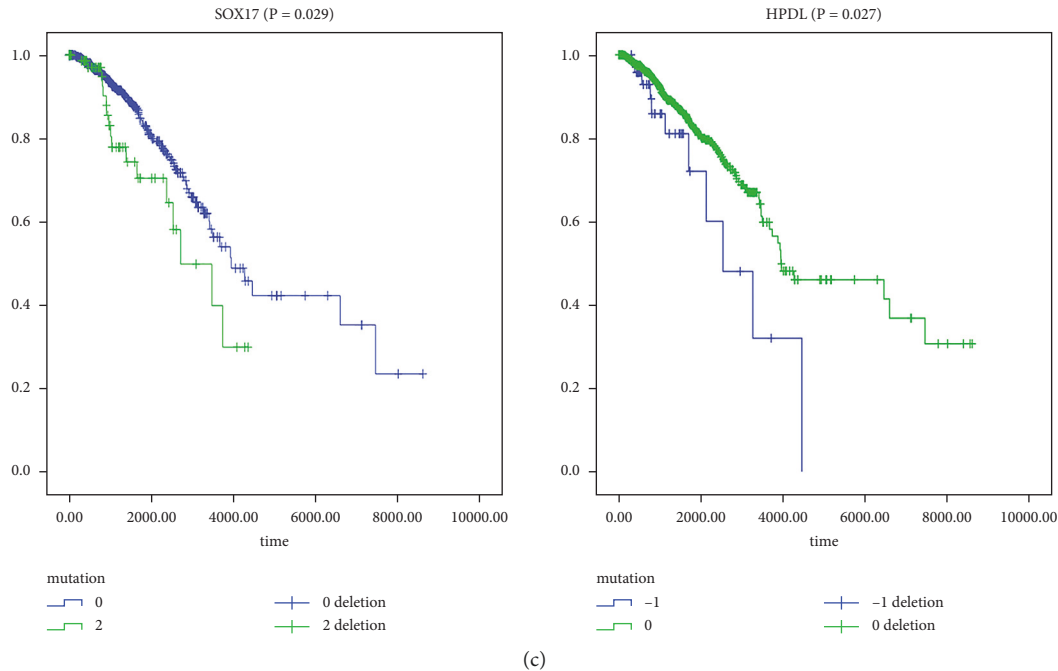 SOX17 (P = 0.029)
1.0
0.8
0.6
0.4
0.2
0.0
0.00
2000.00
4000.00
6000.00
8000.00
10000.00
time
mutation
0
0 deletion
2
2 deletion
HPDL (P = 0.027)
1.0
0.8
0.6
0.4
0.2
0.0
0.00
2000.00
4000.00
6000.00
8000.00
10000.00
time
mutation
–1
–1 deletion
0
0 deletion
(c)